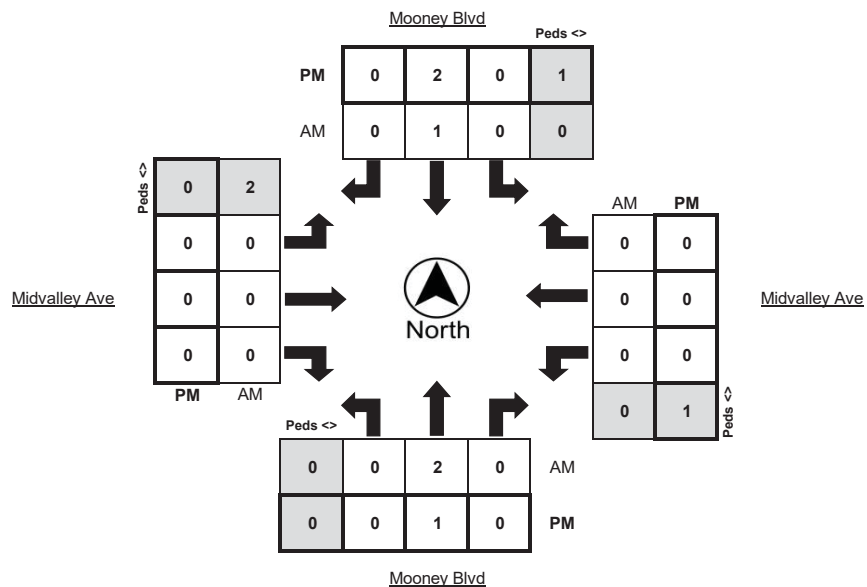 Mooney Blvd
Peds <>
PM 0 2 0 1
AM 0 1 0 0
Peds <> 0 2
0 0
0 0
0 0
PM AM
Midvalley Ave
North
AM PM
0 0
0 0
0 0
0 1 Peds <>
Midvalley Ave
Peds <>
0 0 2 0 AM
0 0 1 0 PM
Mooney Blvd